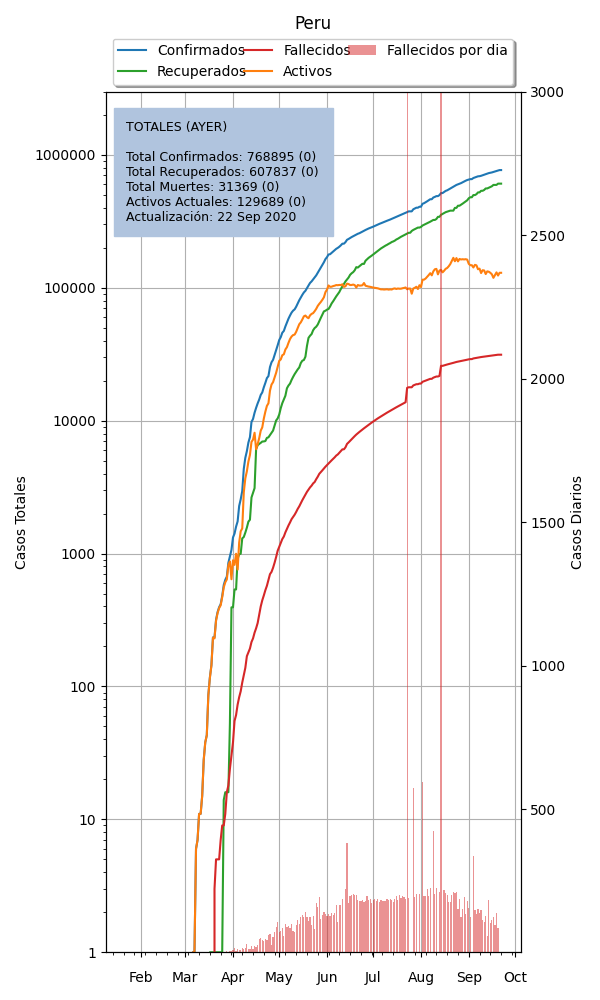 Peru
Confirmados
Fallecidos
Fallecidos por dia
Recuperados
Activos
TOTALES (AYER)
Total Confirmados: 768895 (0)
Total Recuperados: 607837 (0)
Total Muertes: 31369 (0)
Activos Actuales: 129689 (0)
Actualización: 22 Sep 2020
Casos Totales
1000000
100000
10000
1000
100
10
1
3000
2500
2000
1500
1000
500
Casos Diarios
Feb Mar Apr May Jun Jul Aug Sep Oct